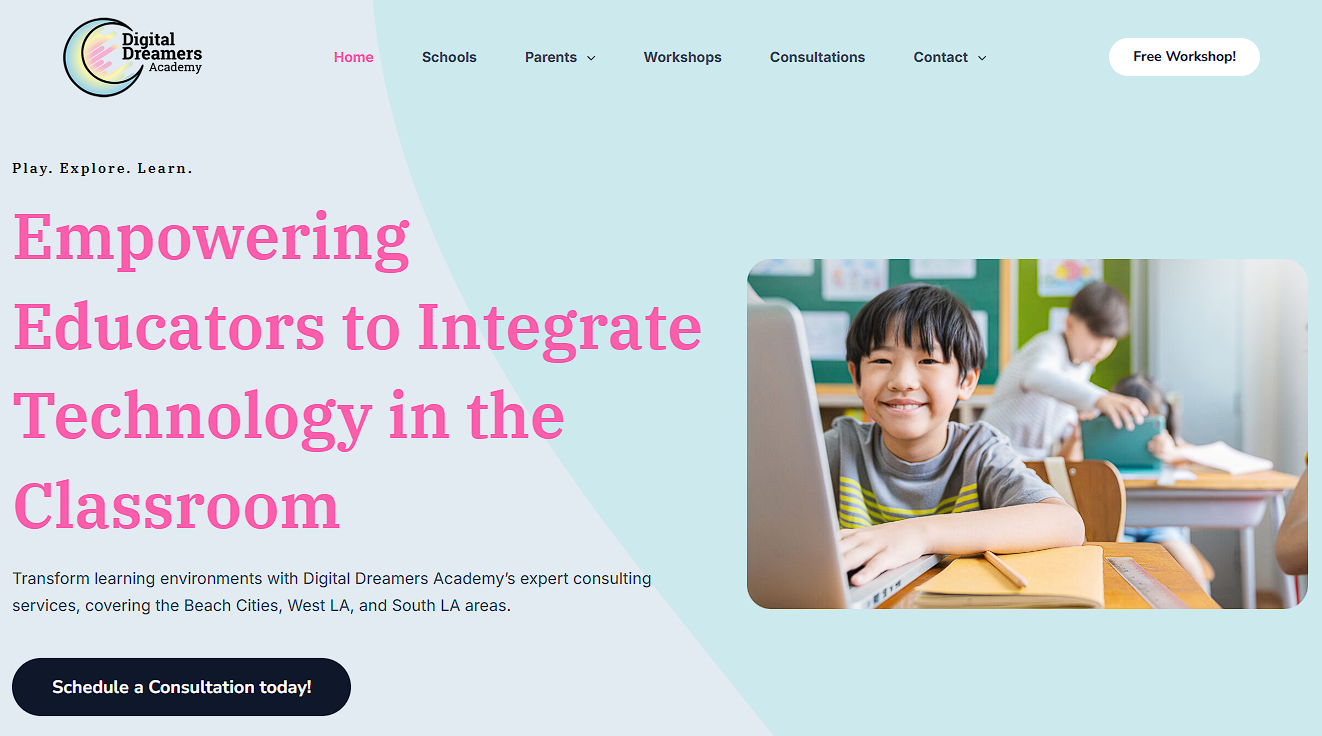 Digital
Dreamers
Academy
Home
Schools
Parents
Workshops
Consultations
Contact
Free Workshop!
Play. Explore. Learn.
Empowering
Educators to Integrate
Technology in the
Classroom
Transform learning environments with Digital Dreamers Academy’s expert consulting
services, covering the Beach Cities, West LA, and South LA areas.
Schedule a Consultation today!